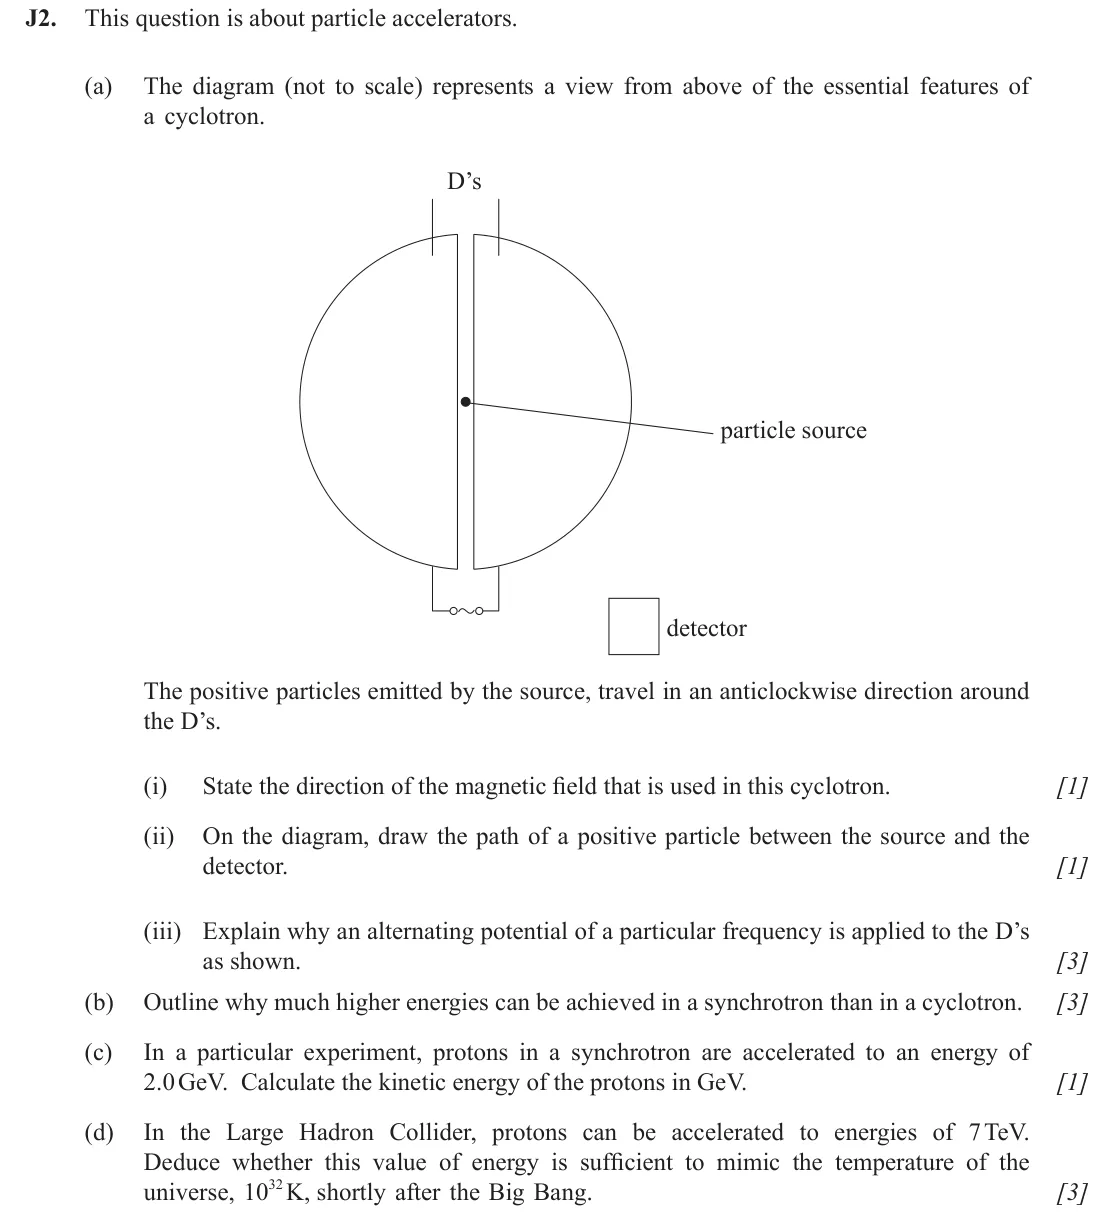 J2. This question is about particle accelerators.
(a) The diagram (not to scale) represents a view from above of the essential features of
a cyclotron.
D’s
particle source
detector
The positive particles emitted by the source, travel in an anticlockwise direction around
the D’s.
(i) State the direction of the magnetic field that is used in this cyclotron. [1]
(ii) On the diagram, draw the path of a positive particle between the source and the
detector. [1]
(iii) Explain why an alternating potential of a particular frequency is applied to the D’s
as shown. [3]
(b) Outline why much higher energies can be achieved in a synchrotron than in a cyclotron. [3]
(c) In a particular experiment, protons in a synchrotron are accelerated to an energy of
2.0 GeV. Calculate the kinetic energy of the protons in GeV. [1]
(d) In the Large Hadron Collider, protons can be accelerated to energies of 7 TeV.
Deduce whether this value of energy is sufficient to mimic the temperature of the
universe, 10³² K, shortly after the Big Bang. [3]